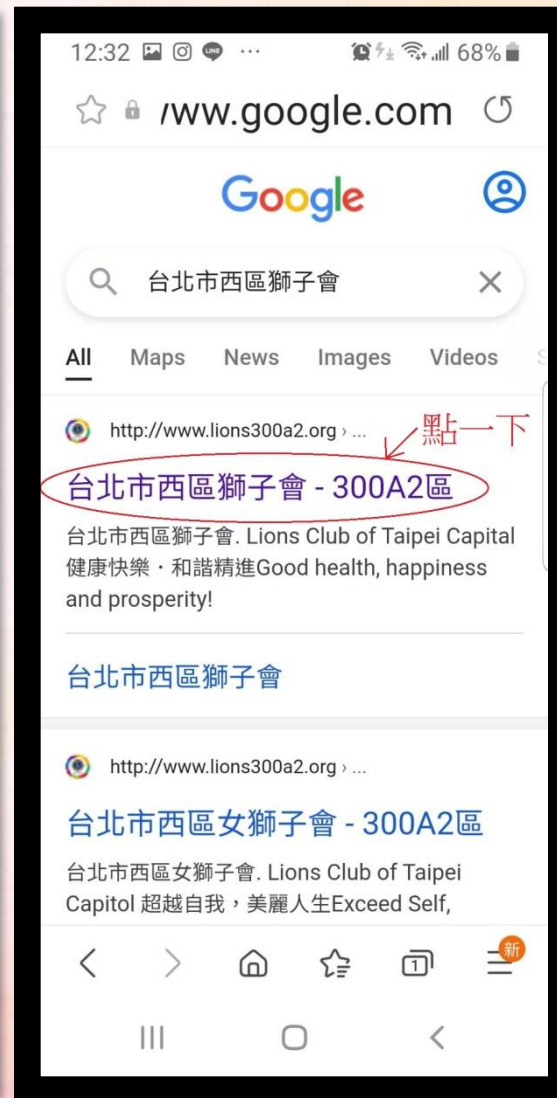 12:32 LINE ... 68%
/ww.google.com
Google
台北市西區獅子會
All Maps News Images Videos S
http://www.lions300a2.org › ...
點一下
台北市西區獅子會 - 300A2區
台北市西區獅子會. Lions Club of Taipei Capital
健康快樂．和諧精進Good health, happiness
and prosperity!
台北市西區獅子會
http://www.lions300a2.org › ...
台北市西區女獅子會 - 300A2區
台北市西區女獅子會. Lions Club of Taipei
Capitol 超越自我，美麗人生Exceed Self,
1
新